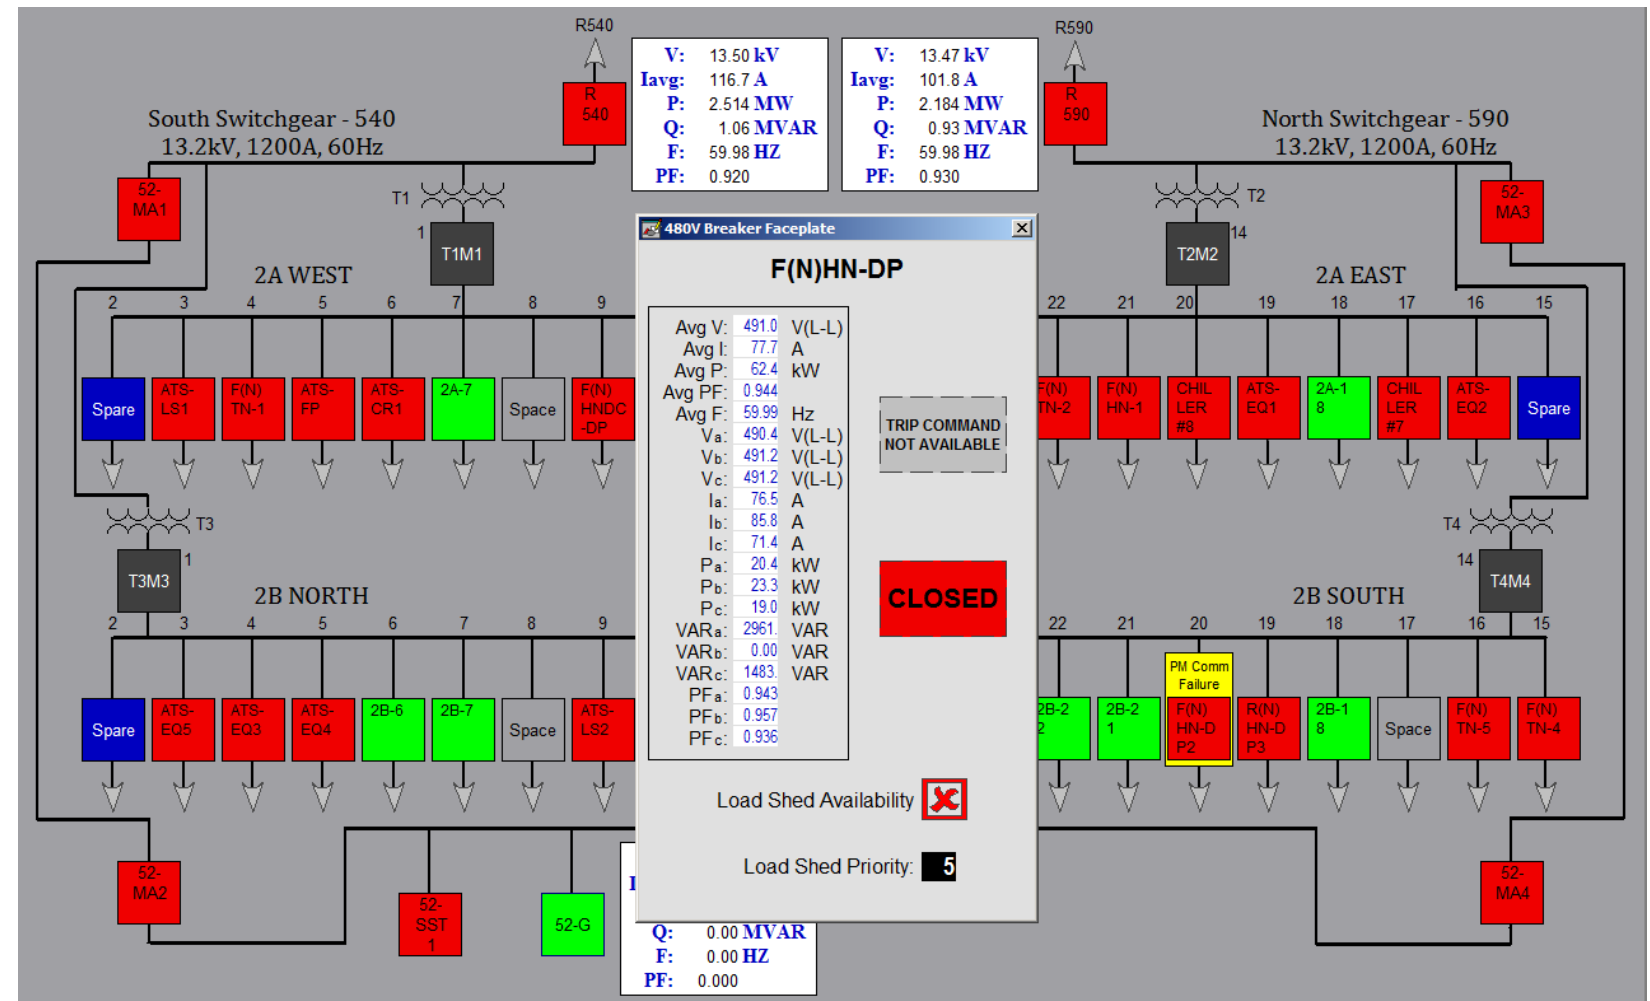 R540
R590
V: 13.50 kV
Iavg: 116.7 A
P: 2.514 MW
Q: 1.06 MVAR
F: 59.98 HZ
PF: 0.920
V: 13.47 kV
Iavg: 101.8 A
P: 2.184 MW
Q: 0.93 MVAR
F: 59.98 HZ
PF: 0.930
R
540
R
590
South Switchgear - 540
13.2kV, 1200A, 60Hz
North Switchgear - 590
13.2kV, 1200A, 60Hz
52-
MA1
T1
T2
52-
MA3
1
T1M1
14
T2M2
2A WEST
2A EAST
2 3 4 5 6 7 8 9
22 21 20 19 18 17 16 15
Spare
ATS-
LS1
F(N)
TN-1
ATS-
FP
ATS-
CR1
2A-7
Space
F(N)
HNDC
-DP
F(N)
TN-2
F(N)
HN-1
CHIL
LER
#8
ATS-
EQ1
2A-1
8
CHIL
LER
#7
ATS-
EQ2
Spare
480V Breaker Faceplate
F(N)HN-DP
Avg V: 491.0 V(L-L)
Avg I: 77.7 A
Avg P: 62.4 kW
Avg PF: 0.944
Avg F: 59.99 Hz
Va: 490.4 V(L-L)
Vb: 491.2 V(L-L)
Vc: 491.2 V(L-L)
Ia: 76.5 A
Ib: 85.8 A
Ic: 71.4 A
Pa: 20.4 kW
Pb: 23.3 kW
Pc: 19.0 kW
VARa: 2961. VAR
VARb: 0.00 VAR
VARc: 1483. VAR
PFa: 0.943
PFb: 0.957
PFc: 0.936
TRIP COMMAND
NOT AVAILABLE
CLOSED
Load Shed Availability
Load Shed Priority: 5
T3
T4
1
T3M3
14
T4M4
2B NORTH
2B SOUTH
2 3 4 5 6 7 8 9
22 21 20 19 18 17 16 15
PM Comm
Failure
Spare
ATS-
EQ5
ATS-
EQ3
ATS-
EQ4
2B-6
2B-7
Space
ATS-
LS2
2B-2
2
2B-2
1
F(N)
HN-D
P2
R(N)
HN-D
P3
2B-1
8
Space
F(N)
TN-5
F(N)
TN-4
52-
MA2
52-
SST
1
52-G
52-
MA4
Q: 0.00 MVAR
F: 0.00 HZ
PF: 0.000